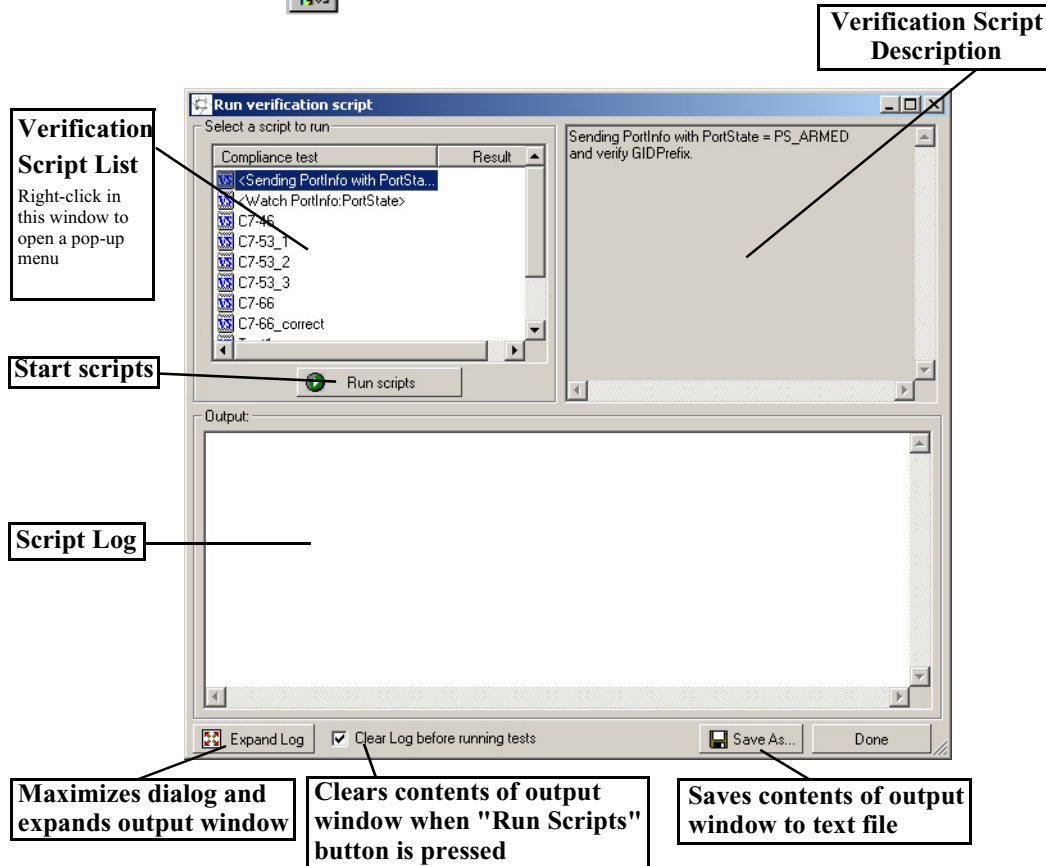 Verification Script
Description
Verification
Script List
Right-click in
this window to
open a pop-up
menu
Run verification script
Select a script to run
Compliance test Result
<Sending PortInfo with PortSta...
<Watch PortInfo:PortState>
C7-46
C7-53_1
C7-53_2
C7-53_3
C7-66
C7-66_correct
Sending PortInfo with PortState = PS_ARMED
and verify GIDPrefix.
Start scripts
Run scripts
Output:
Script Log
Expand Log
Clear Log before running tests
Save As...
Done
Maximizes dialog and
expands output window
Clears contents of output
window when "Run Scripts"
button is pressed
Saves contents of output
window to text file